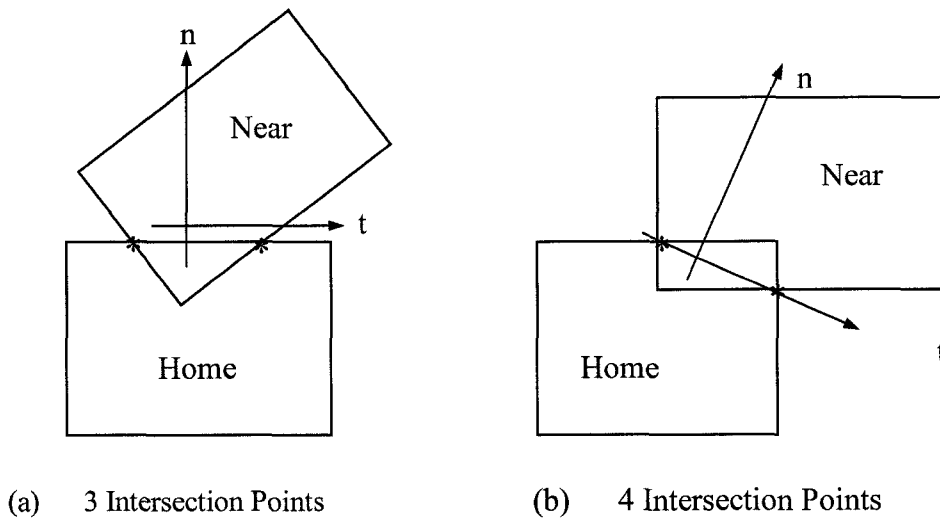 n
Near
t
Home
(a) 3 Intersection Points
n
Near
Home
(b) 4 Intersection Points